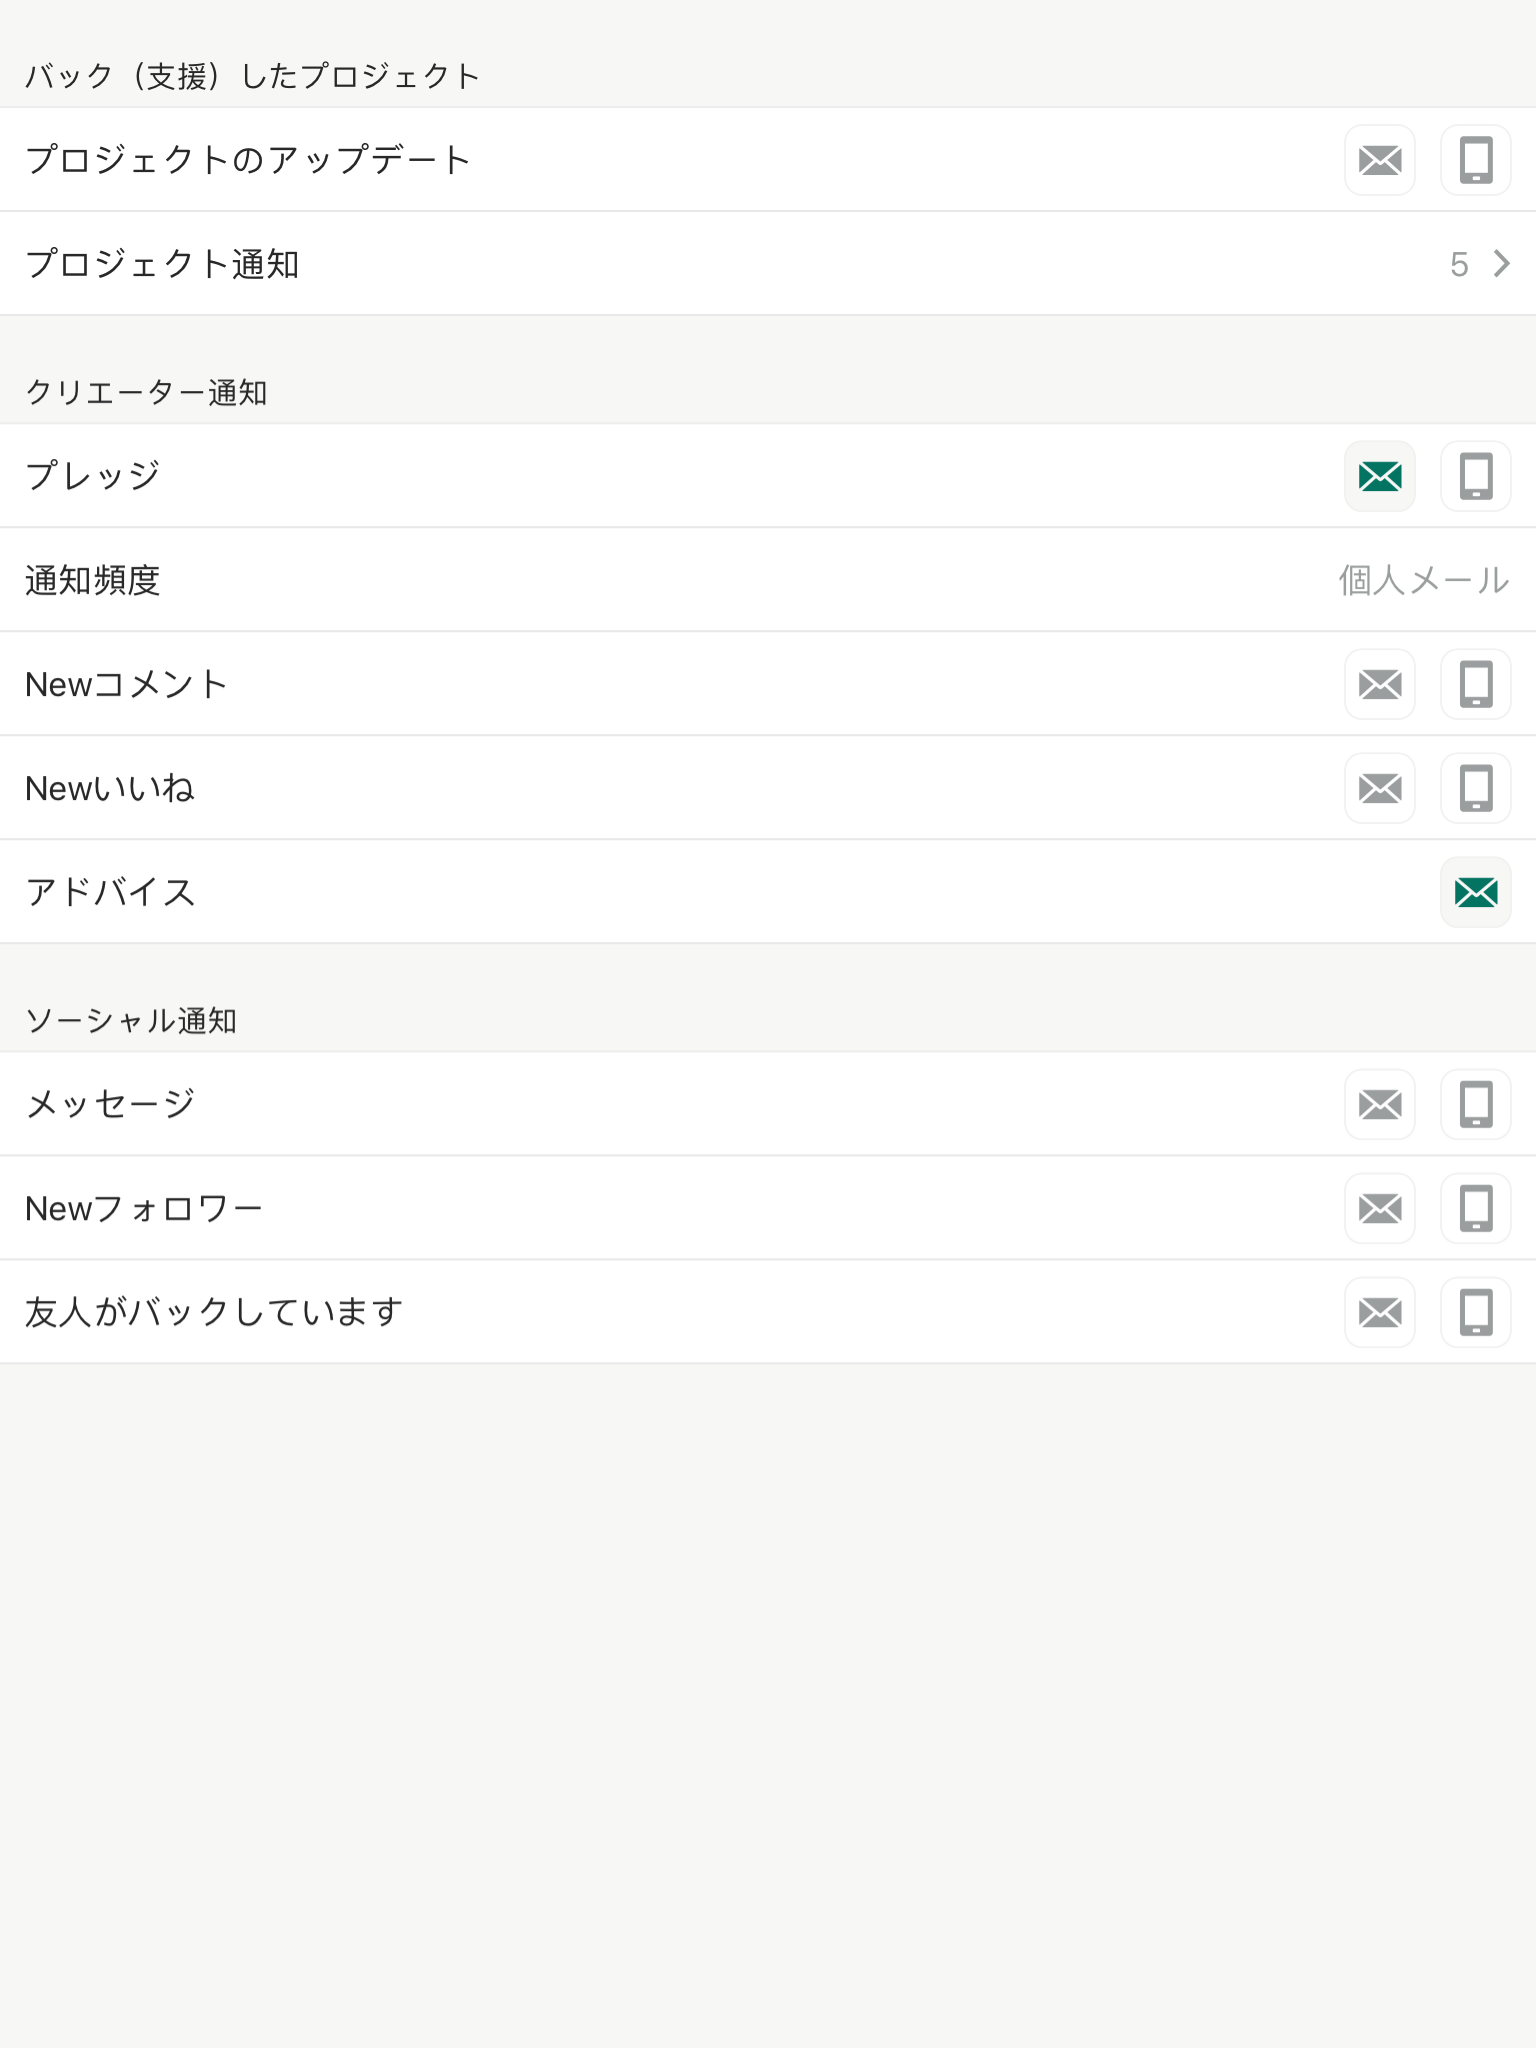 バック（支援）したプロジェクト
プロジェクトのアップデート
プロジェクト通知 5
クリエーター通知
プレッジ
通知頻度 個人メール
Newコメント
Newいいね
アドバイス
ソーシャル通知
メッセージ
Newフォロワー
友人がバックしています